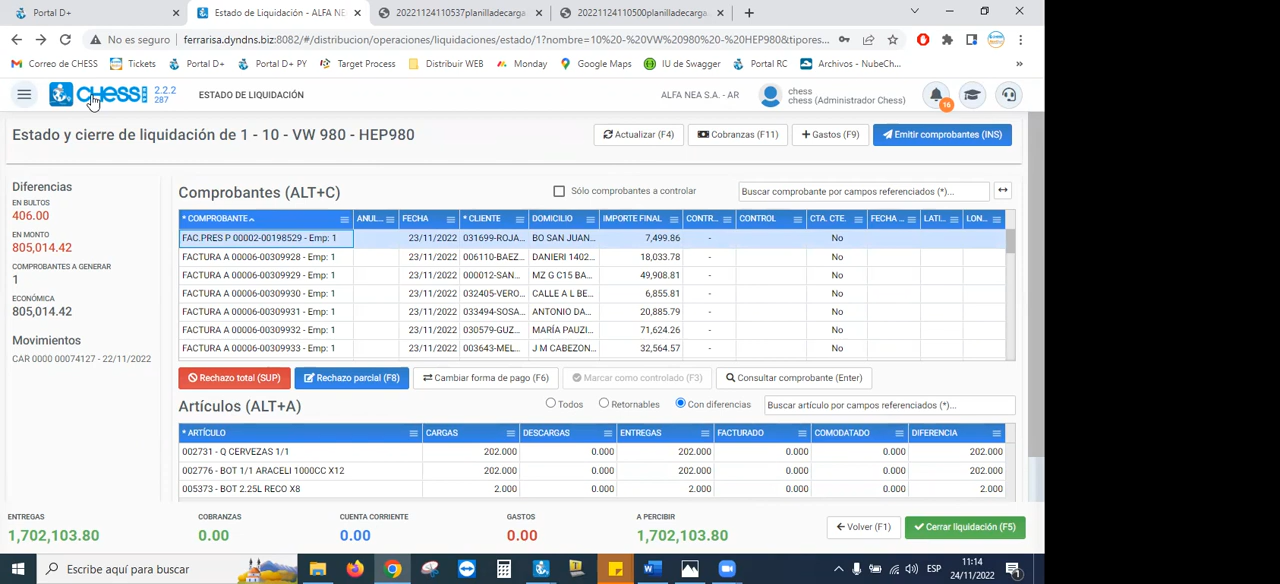 Portal D+
Estado de Liquidación - ALFA NE
20221124110537planilladecarga
20221124110500planilladecarga
No es seguro
ferrarisa.dyndns.biz:8082/#/distribucion/operaciones/liquidaciones/estado/1?nombre=10%20-%20VW%20980%20-%20HEP980&tipores...
Correo de CHESS
Tickets
Portal D+
Portal D+ PY
Target Process
Distribuir WEB
Monday
Google Maps
IU de Swagger
Portal RC
Archivos - NubeChe...
»
CHESS
2.2.2
287
ESTADO DE LIQUIDACIÓN
ALFA NEA S.A. - AR
chess
chess (Administrador Chess)
16
Estado y cierre de liquidación de 1 - 10 - VW 980 - HEP980
Actualizar (F4)
Cobranzas (F11)
Gastos (F9)
Emitir comprobantes (INS)
Diferencias
EN BULTOS
406.00
EN MONTO
805,014.42
COMPROBANTES A GENERAR
1
ECONÓMICA
805,014.42
Movimientos
CAR 0000 00074127 - 22/11/2022
Comprobantes (ALT+C)
Sólo comprobantes a controlar
Buscar comprobante por campos referenciados (*)...
* COMPROBANTE ANUL... FECHA * CLIENTE DOMICILIO IMPORTE FINAL CONTR... CONTROL CTA. CTE. FECHA ... LATI... LON...
FAC.PRES P 00002-00198529 - Emp: 1 23/11/2022 031699-ROJA... BO SAN JUAN... 7,499.86 - No
FACTURA A 00006-00309928 - Emp: 1 23/11/2022 006110-BAEZ... DANIERI 1402... 18,033.78 - No
FACTURA A 00006-00309929 - Emp: 1 23/11/2022 000012-SAN... MZ G C15 BA... 49,908.81 - No
FACTURA A 00006-00309930 - Emp: 1 23/11/2022 032405-VERO... CALLE A L BE... 6,855.81 - No
FACTURA A 00006-00309931 - Emp: 1 23/11/2022 033494-SOSA... ANTONIO DA... 20,885.79 - No
FACTURA A 00006-00309932 - Emp: 1 23/11/2022 030579-GUZ... MARÍA PAUZI... 71,624.26 - No
FACTURA A 00006-00309933 - Emp: 1 23/11/2022 003643-MEL... J M CABEZON... 32,564.57 - No
Rechazo total (SUP)
Rechazo parcial (F8)
Cambiar forma de pago (F6)
Marcar como controlado (F3)
Consultar comprobante (Enter)
Artículos (ALT+A)
Todos
Retornables
Con diferencias
Buscar artículo por campos referenciados (*)...
* ARTÍCULO CARGAS DESCARGAS ENTREGAS FACTURADO COMODATADO DIFERENCIA
002731 - Q CERVEZAS 1/1 202.000 0.000 202.000 0.000 0.000 202.000
002776 - BOT 1/1 ARACELI 1000CC X12 202.000 0.000 202.000 0.000 0.000 202.000
005373 - BOT 2.25L RECO X8 2.000 0.000 0.000 0.000 0.000 2.000
ENTREGAS
1,702,103.80
COBRANZAS
0.00
CUENTA CORRIENTE
0.00
GASTOS
0.00
A PERCIBIR
1,702,103.80
Volver (F1)
Cerrar liquidación (F5)
Escribe aquí para buscar
ESP
11:14
24/11/2022
1